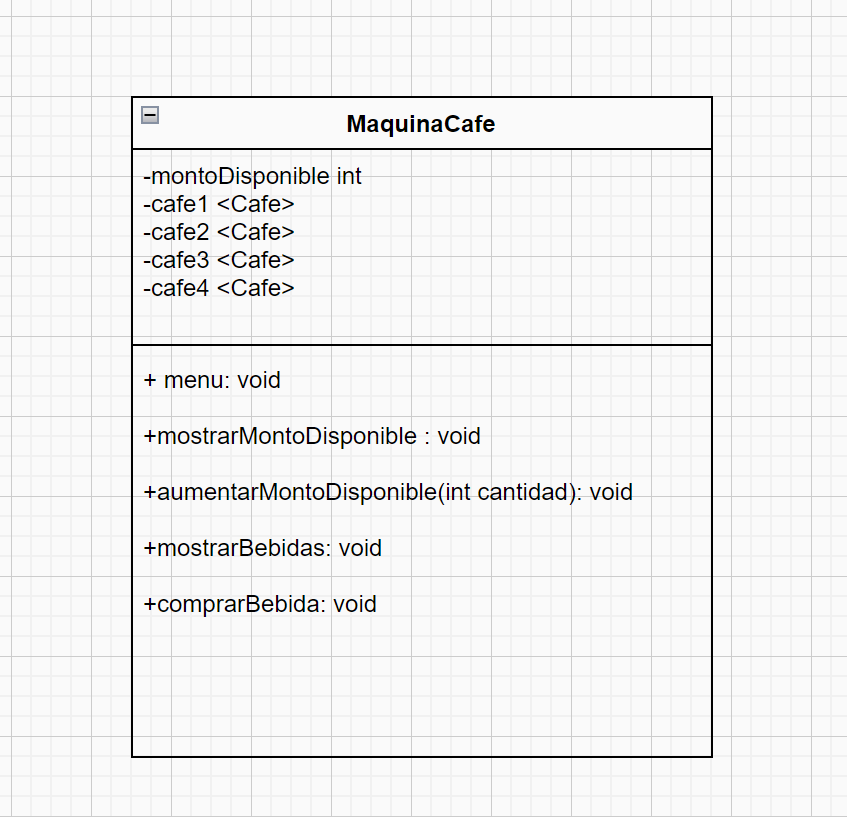 MaquinaCafe
-montoDisponible int
-cafe1 <Cafe>
-cafe2 <Cafe>
-cafe3 <Cafe>
-cafe4 <Cafe>
+ menu: void
+mostrarMontoDisponible : void
+aumentarMontoDisponible(int cantidad): void
+mostrarBebidas: void
+comprarBebida: void